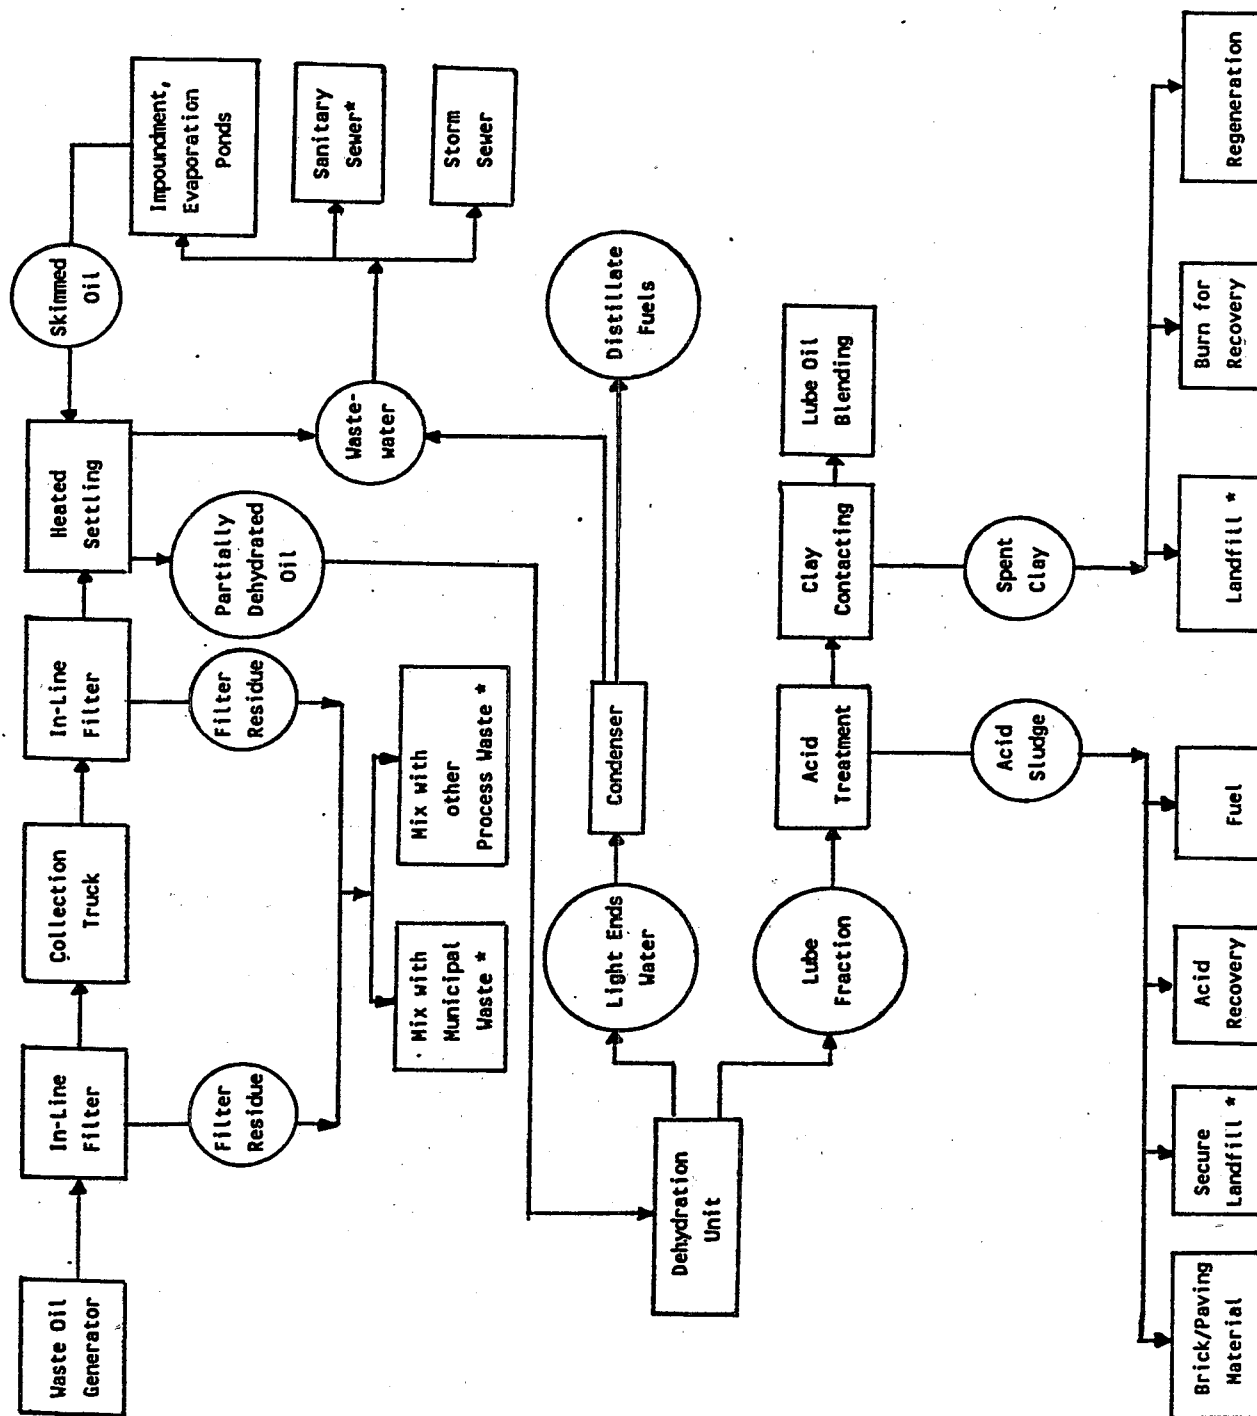 Waste Oil
Generator
In-Line
Filter
Collection
Truck
In-Line
Filter
Heated
Settling
Skimmed
Oil
Impoundment,
Evaporation
Ponds
Filter
Residue
Filter
Residue
Partially
Dehydrated
Oil
Waste-
water
Sanitary
Sewer*
Storm
Sewer
Mix with
Municipal
Waste *
Mix with
other
Process Waste *
Dehydration
Unit
Light Ends
Water
Condenser
Distillate
Fuels
Lube
Fraction
Acid
Treatment
Clay
Contacting
Lube Oil
Blending
Acid
Sludge
Spent
Clay
Brick/Paving
Material
Secure
Landfill *
Acid
Recovery
Fuel
Landfill *
Burn for
Recovery
Regeneration